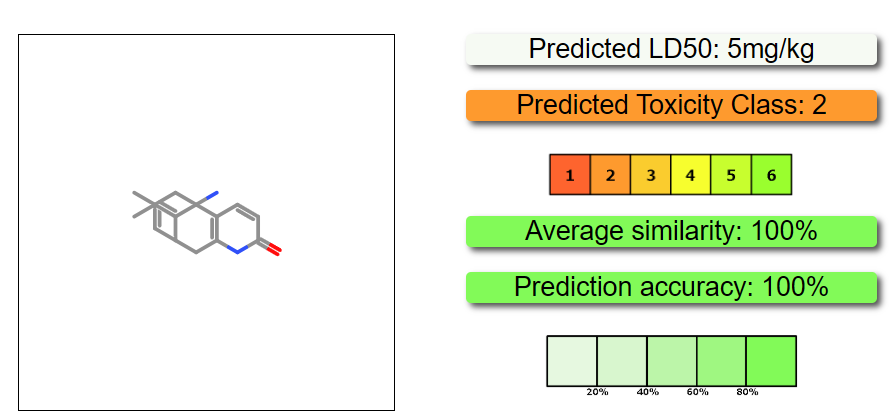 Predicted LD50: 5mg/kg
Predicted Toxicity Class: 2
1 2 3 4 5 6
Average similarity: 100%
Prediction accuracy: 100%
20% 40% 60% 80%